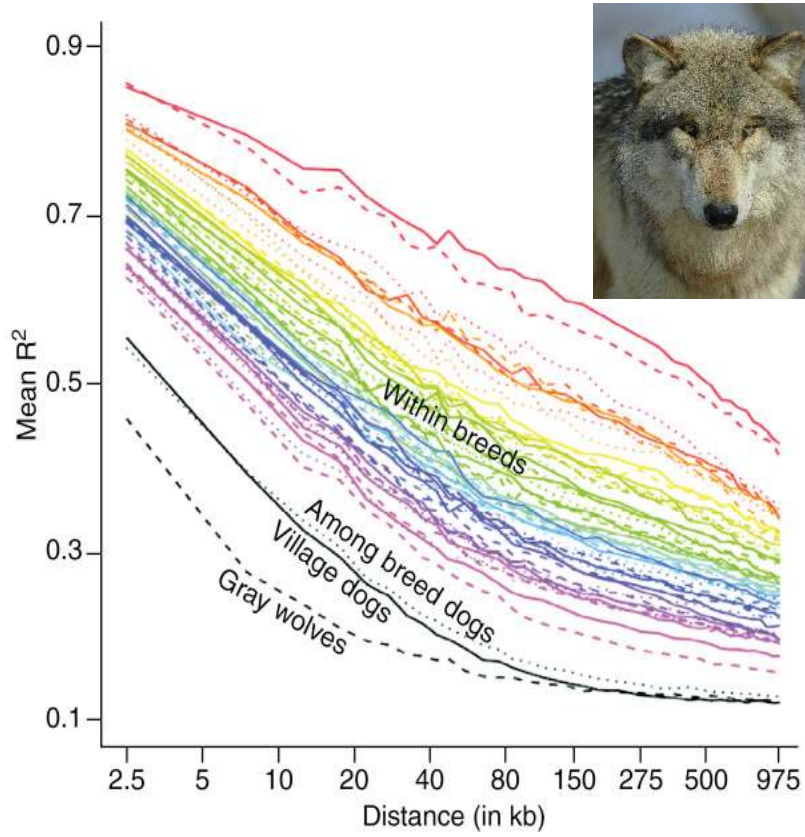 0.9
0.7
0.5
0.3
0.1
Mean R²
Within breeds
Among breed dogs
Village dogs
Gray wolves
2.5 5 10 20 40 80 150 275 500 975
Distance (in kb)